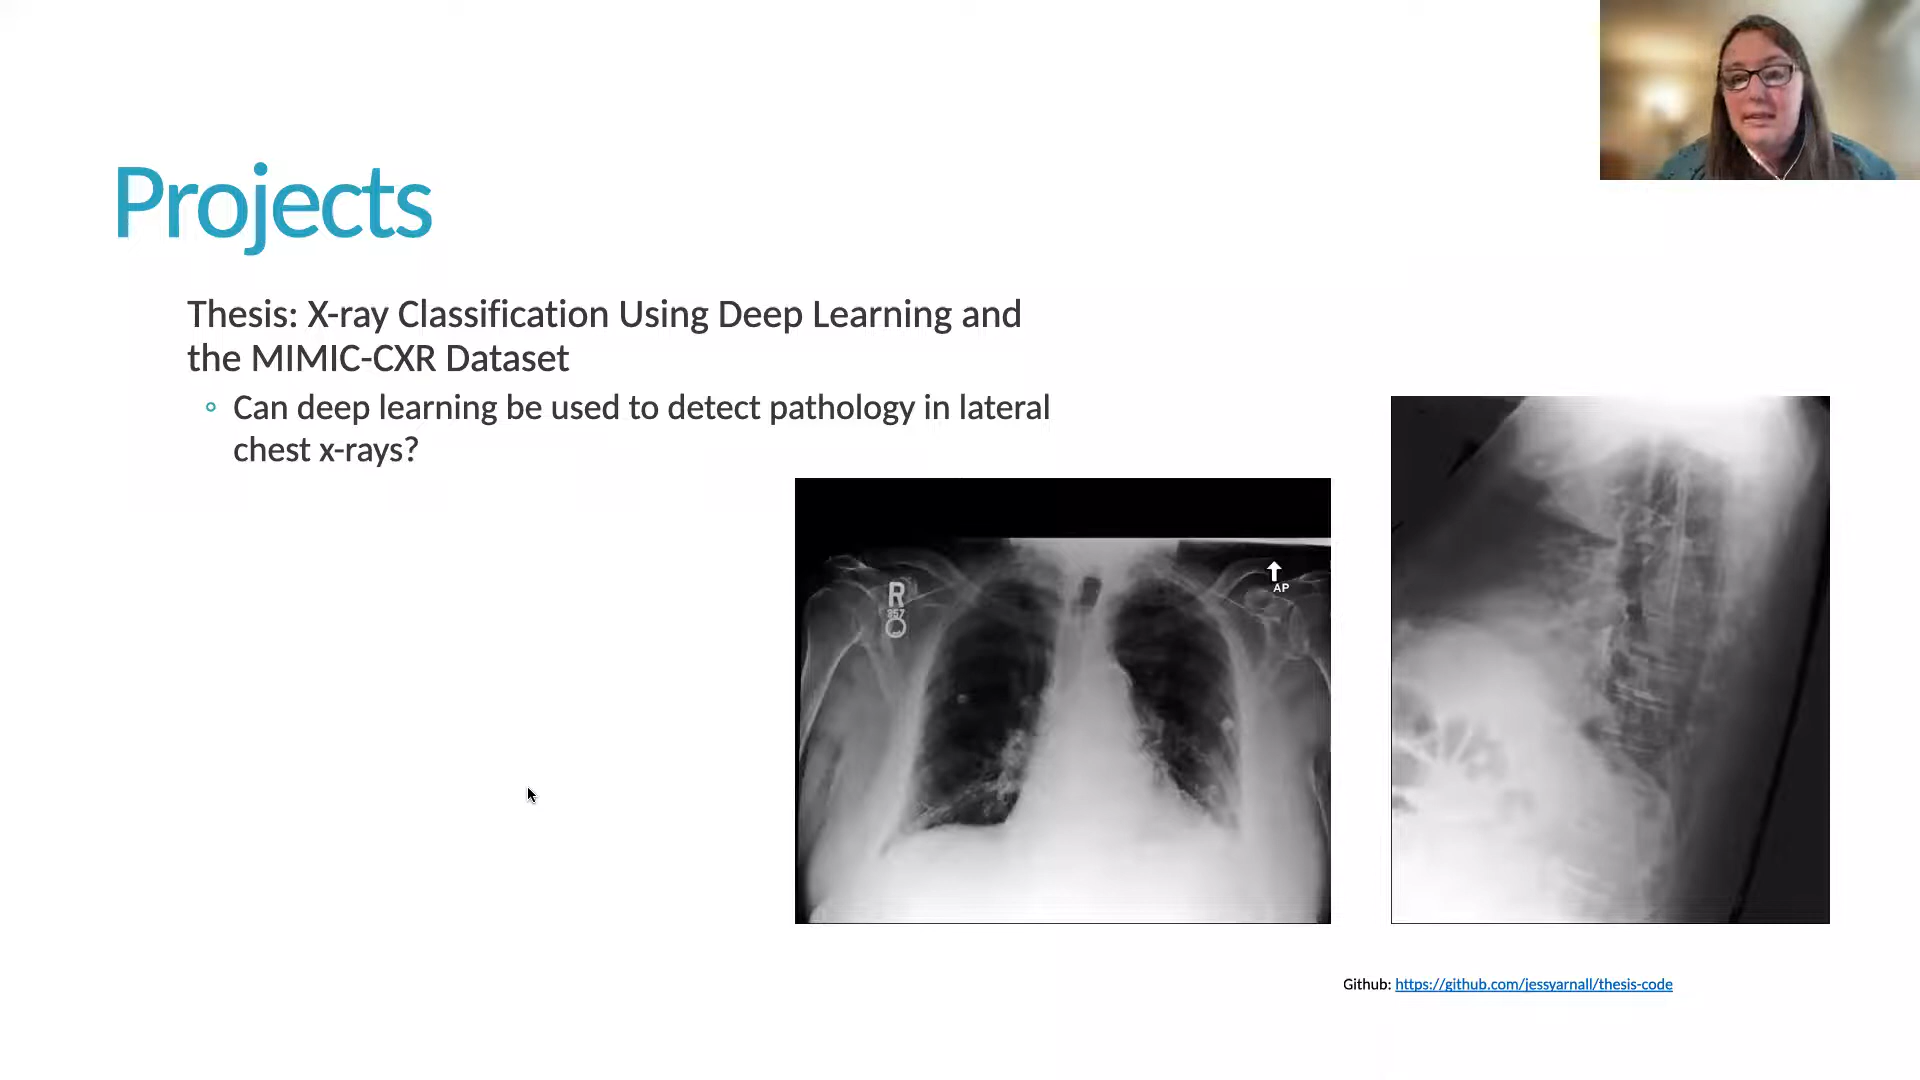 Projects
Thesis: X-ray Classification Using Deep Learning and
the MIMIC-CXR Dataset
Can deep learning be used to detect pathology in lateral
chest x-rays?
R
357
AP
Github: https://github.com/jessyarnall/thesis-code